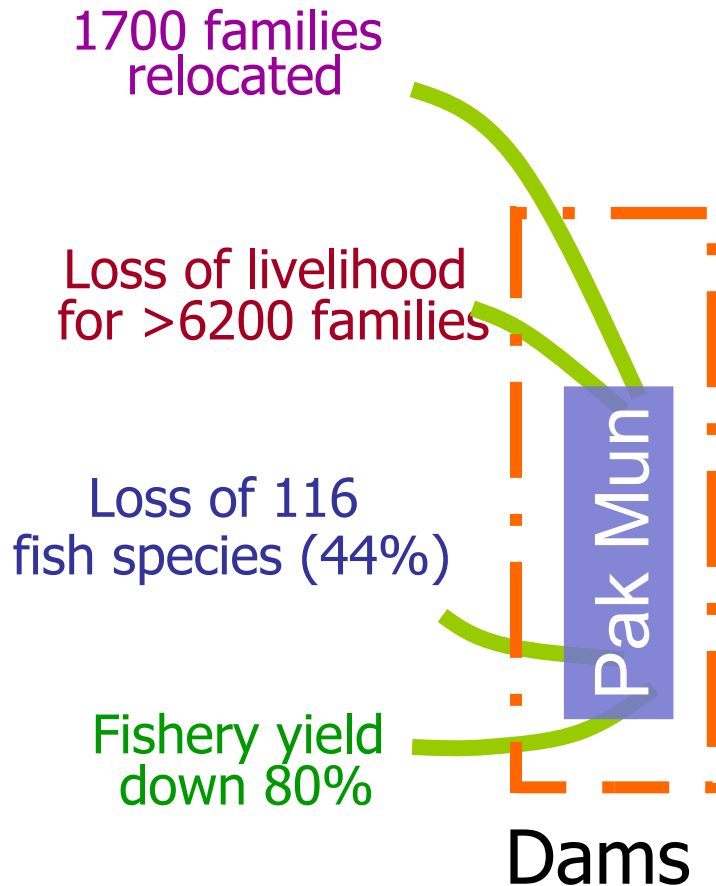 1700 families
relocated
Loss of livelihood
for >6200 families
Loss of 116
fish species (44%)
Fishery yield
down 80%
Pak Mun
Dams